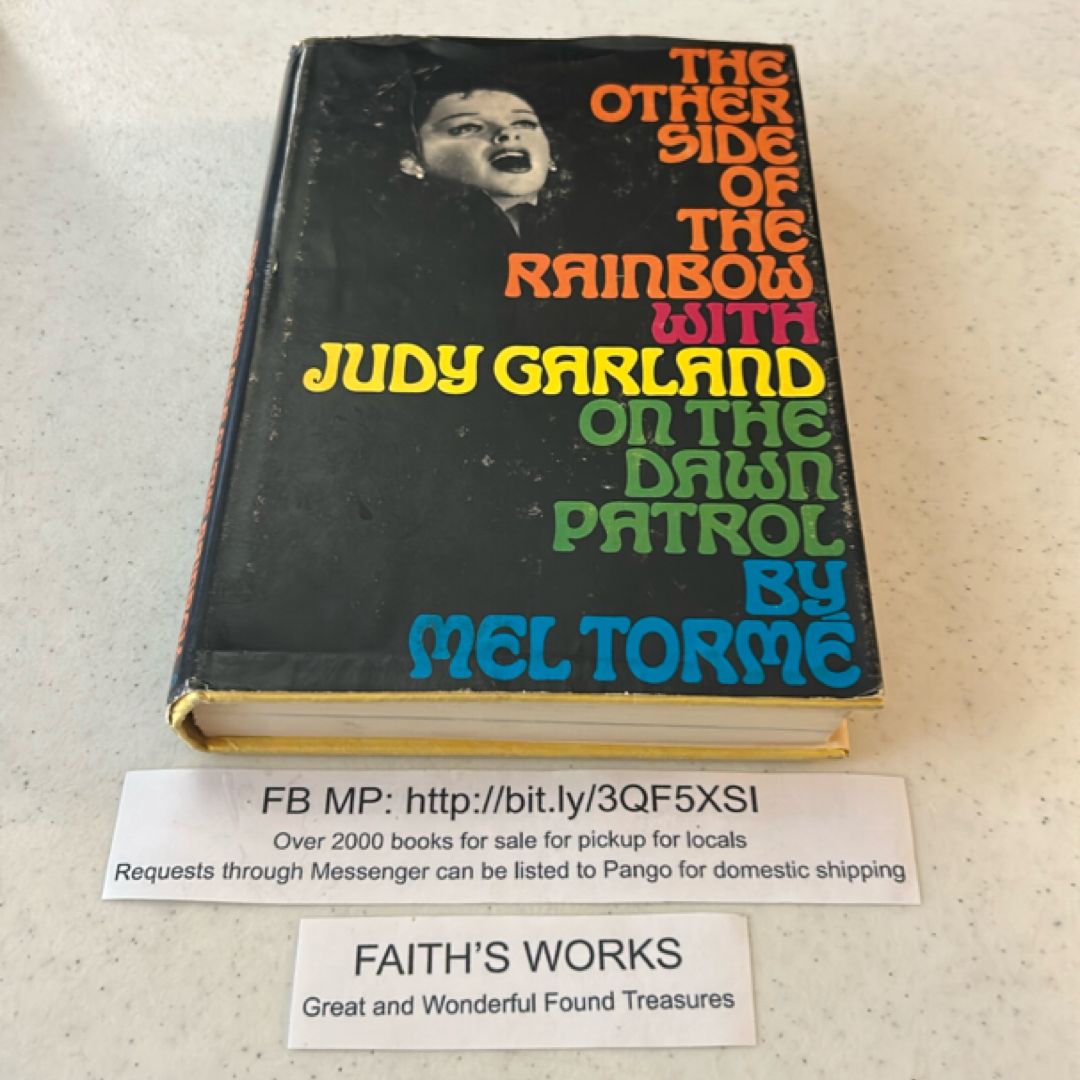 THE
OTHER
SIDE
OF
THE
RAINBOW
WITH
JUDY GARLAND
ON THE
DAWN
PATROL
BY
MEL TORMÉ
FB MP: http://bit.ly/3QF5XSI
Over 2000 books for sale for pickup for locals
Requests through Messenger can be listed to Pango for domestic shipping
FAITH'S WORKS
Great and Wonderful Found Treasures